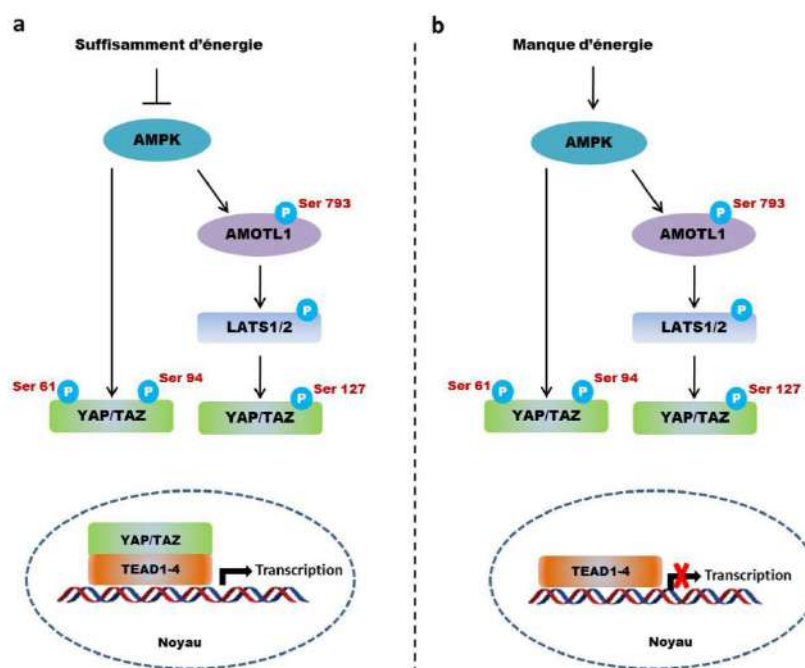 a
Suffisamment d'énergie
AMPK
P
Ser 793
AMOTL1
P
LATS1/2
Ser 61
P
P
Ser 94
YAP/TAZ
P
Ser 127
YAP/TAZ
YAP/TAZ
TEAD1-4
Transcription
Noyau
b
Manque d'énergie
AMPK
P
Ser 793
AMOTL1
P
LATS1/2
Ser 61
P
P
Ser 94
YAP/TAZ
P
Ser 127
YAP/TAZ
TEAD1-4
Transcription
Noyau